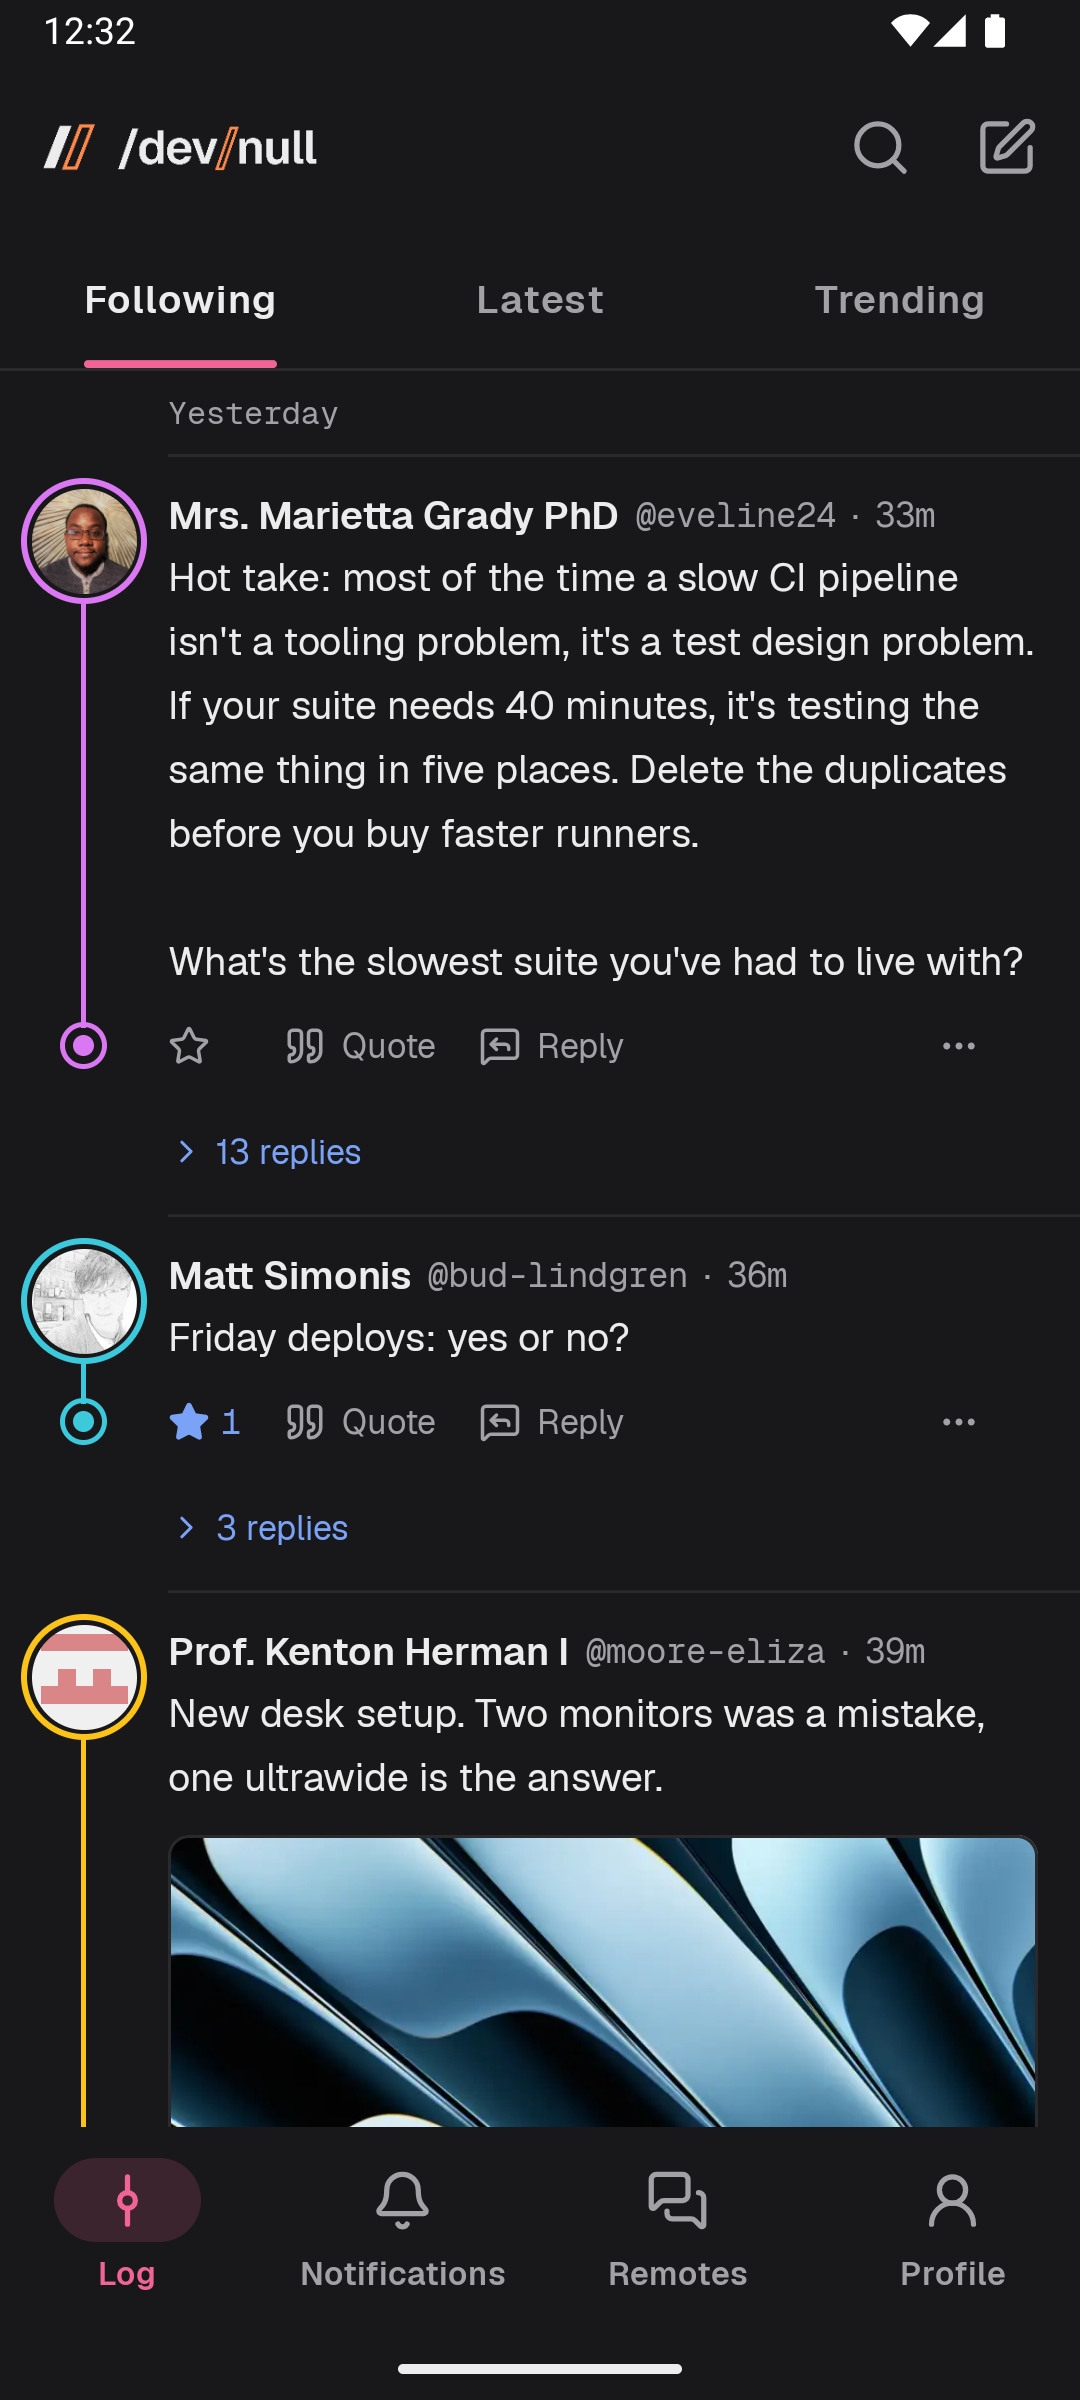 12:32
/dev/null
Following
Latest
Trending
Yesterday
Mrs. Marietta Grady PhD @eveline24 · 33m
Hot take: most of the time a slow CI pipeline
isn't a tooling problem, it's a test design problem.
If your suite needs 40 minutes, it's testing the
same thing in five places. Delete the duplicates
before you buy faster runners.
What's the slowest suite you've had to live with?
Quote
Reply
13 replies
Matt Simonis @bud-lindgren · 36m
Friday deploys: yes or no?
1
Quote
Reply
3 replies
Prof. Kenton Herman I @moore-eliza · 39m
New desk setup. Two monitors was a mistake,
one ultrawide is the answer.
Log
Notifications
Remotes
Profile